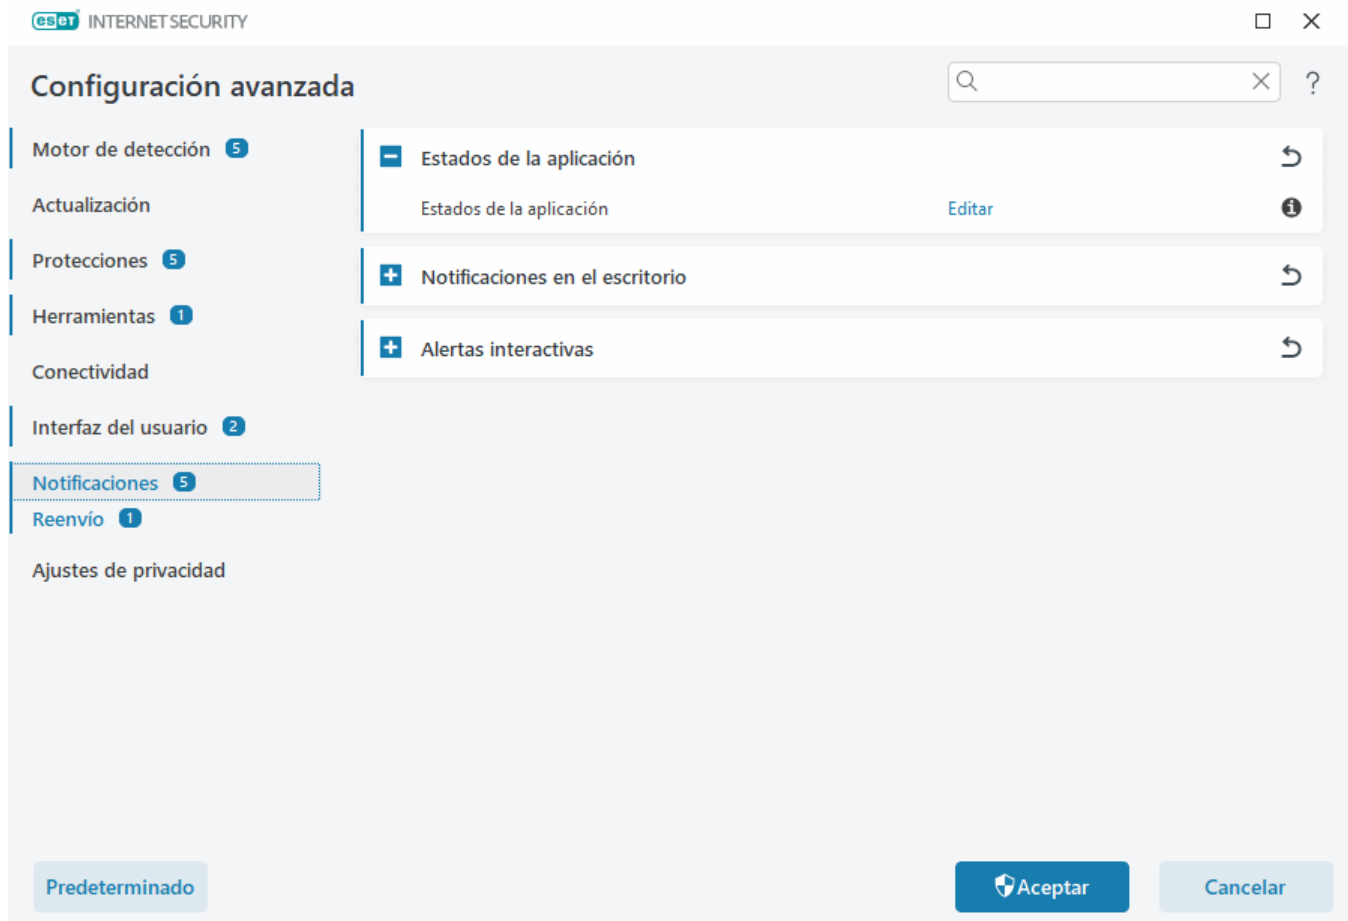 eset INTERNET SECURITY
Configuración avanzada
?
Motor de detección 5
Actualización
Protecciones 5
Herramientas 1
Conectividad
Interfaz del usuario 2
Notificaciones 5
Reenvío 1
Ajustes de privacidad
Estados de la aplicación
Estados de la aplicación Editar
Notificaciones en el escritorio
Alertas interactivas
Predeterminado
Aceptar
Cancelar